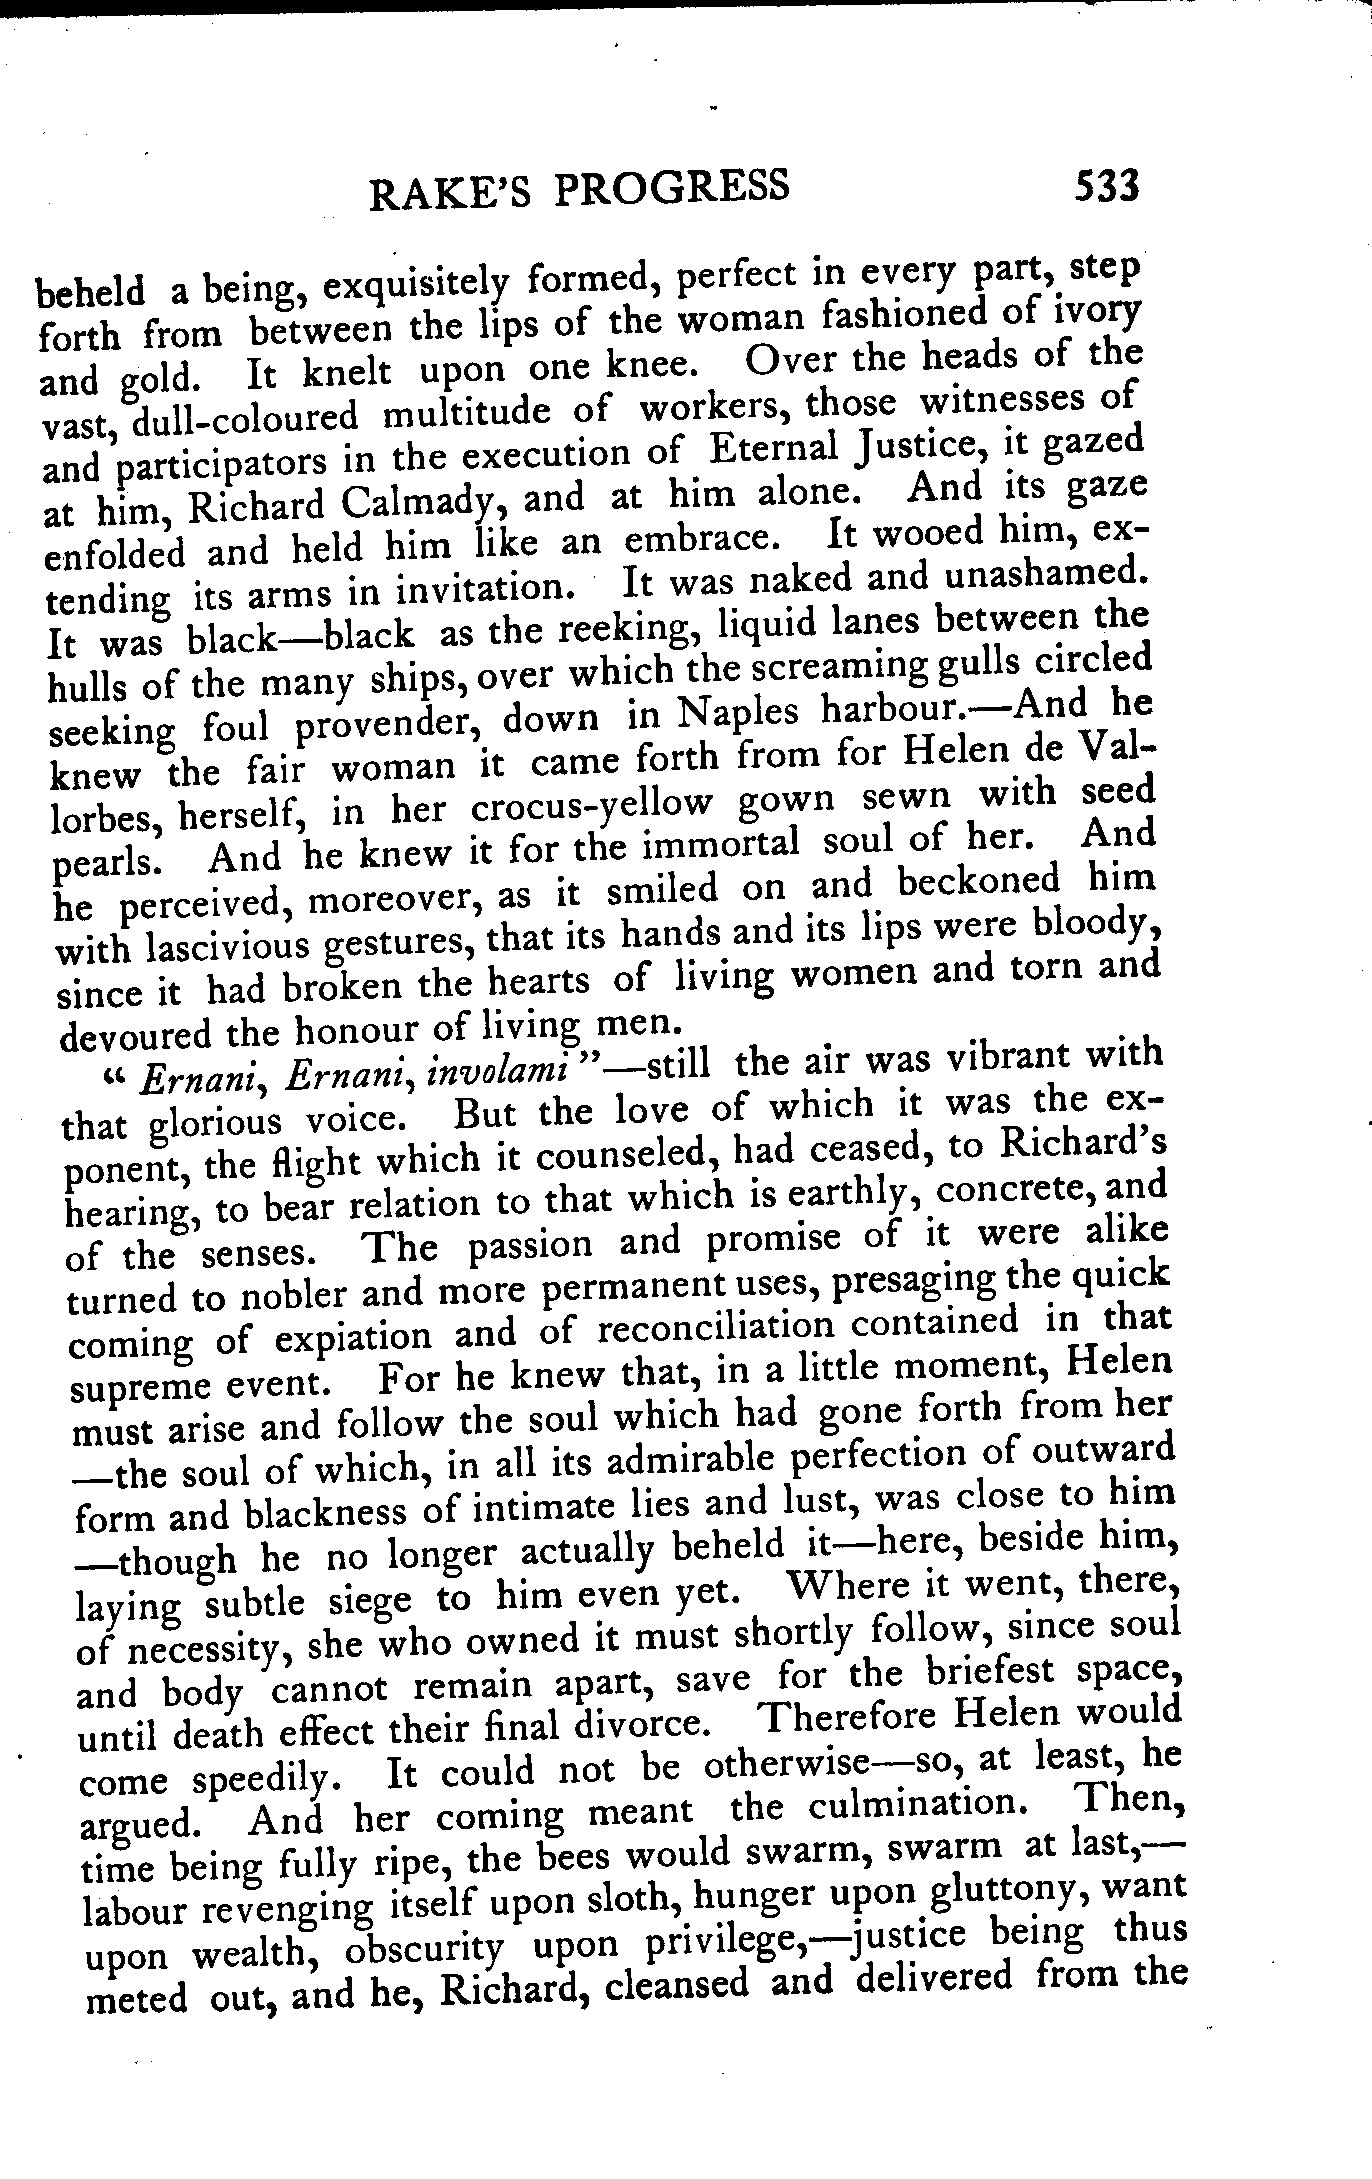 RAKE'S PROGRESS 533
beheld a being, exquisitely formed, perfect in every part, step
forth from between the lips of the woman fashioned of ivory
and gold. It knelt upon one knee. Over the heads of the
vast, dull-coloured multitude of workers, those witnesses of
and participators in the execution of Eternal Justice, it gazed
at him, Richard Calmady, and at him alone. And its gaze
enfolded and held him like an embrace. It wooed him, ex-
tending its arms in invitation. It was naked and unashamed.
It was black—black as the reeking, liquid lanes between the
hulls of the many ships, over which the screaming gulls circled
seeking foul provender, down in Naples harbour.—And he
knew the fair woman it came forth from for Helen de Val-
lorbes, herself, in her crocus-yellow gown sewn with seed
pearls. And he knew it for the immortal soul of her. And
he perceived, moreover, as it smiled on and beckoned him
with lascivious gestures, that its hands and its lips were bloody,
since it had broken the hearts of living women and torn and
devoured the honour of living men.
“Ernani, Ernani, involami”—still the air was vibrant with
that glorious voice. But the love of which it was the ex-
ponent, the flight which it counseled, had ceased, to Richard's
hearing, to bear relation to that which is earthly, concrete, and
of the senses. The passion and promise of it were alike
turned to nobler and more permanent uses, presaging the quick
coming of expiation and of reconciliation contained in that
supreme event. For he knew that, in a little moment, Helen
must arise and follow the soul which had gone forth from her
—the soul of which, in all its admirable perfection of outward
form and blackness of intimate lies and lust, was close to him
—though he no longer actually beheld it—here, beside him,
laying subtle siege to him even yet. Where it went, there,
of necessity, she who owned it must shortly follow, since soul
and body cannot remain apart, save for the briefest space,
until death effect their final divorce. Therefore Helen would
come speedily. It could not be otherwise—so, at least, he
argued. And her coming meant the culmination. Then,
time being fully ripe, the bees would swarm, swarm at last,—
labour revenging itself upon sloth, hunger upon gluttony, want
upon wealth, obscurity upon privilege,—justice being thus
meted out, and he, Richard, cleansed and delivered from the